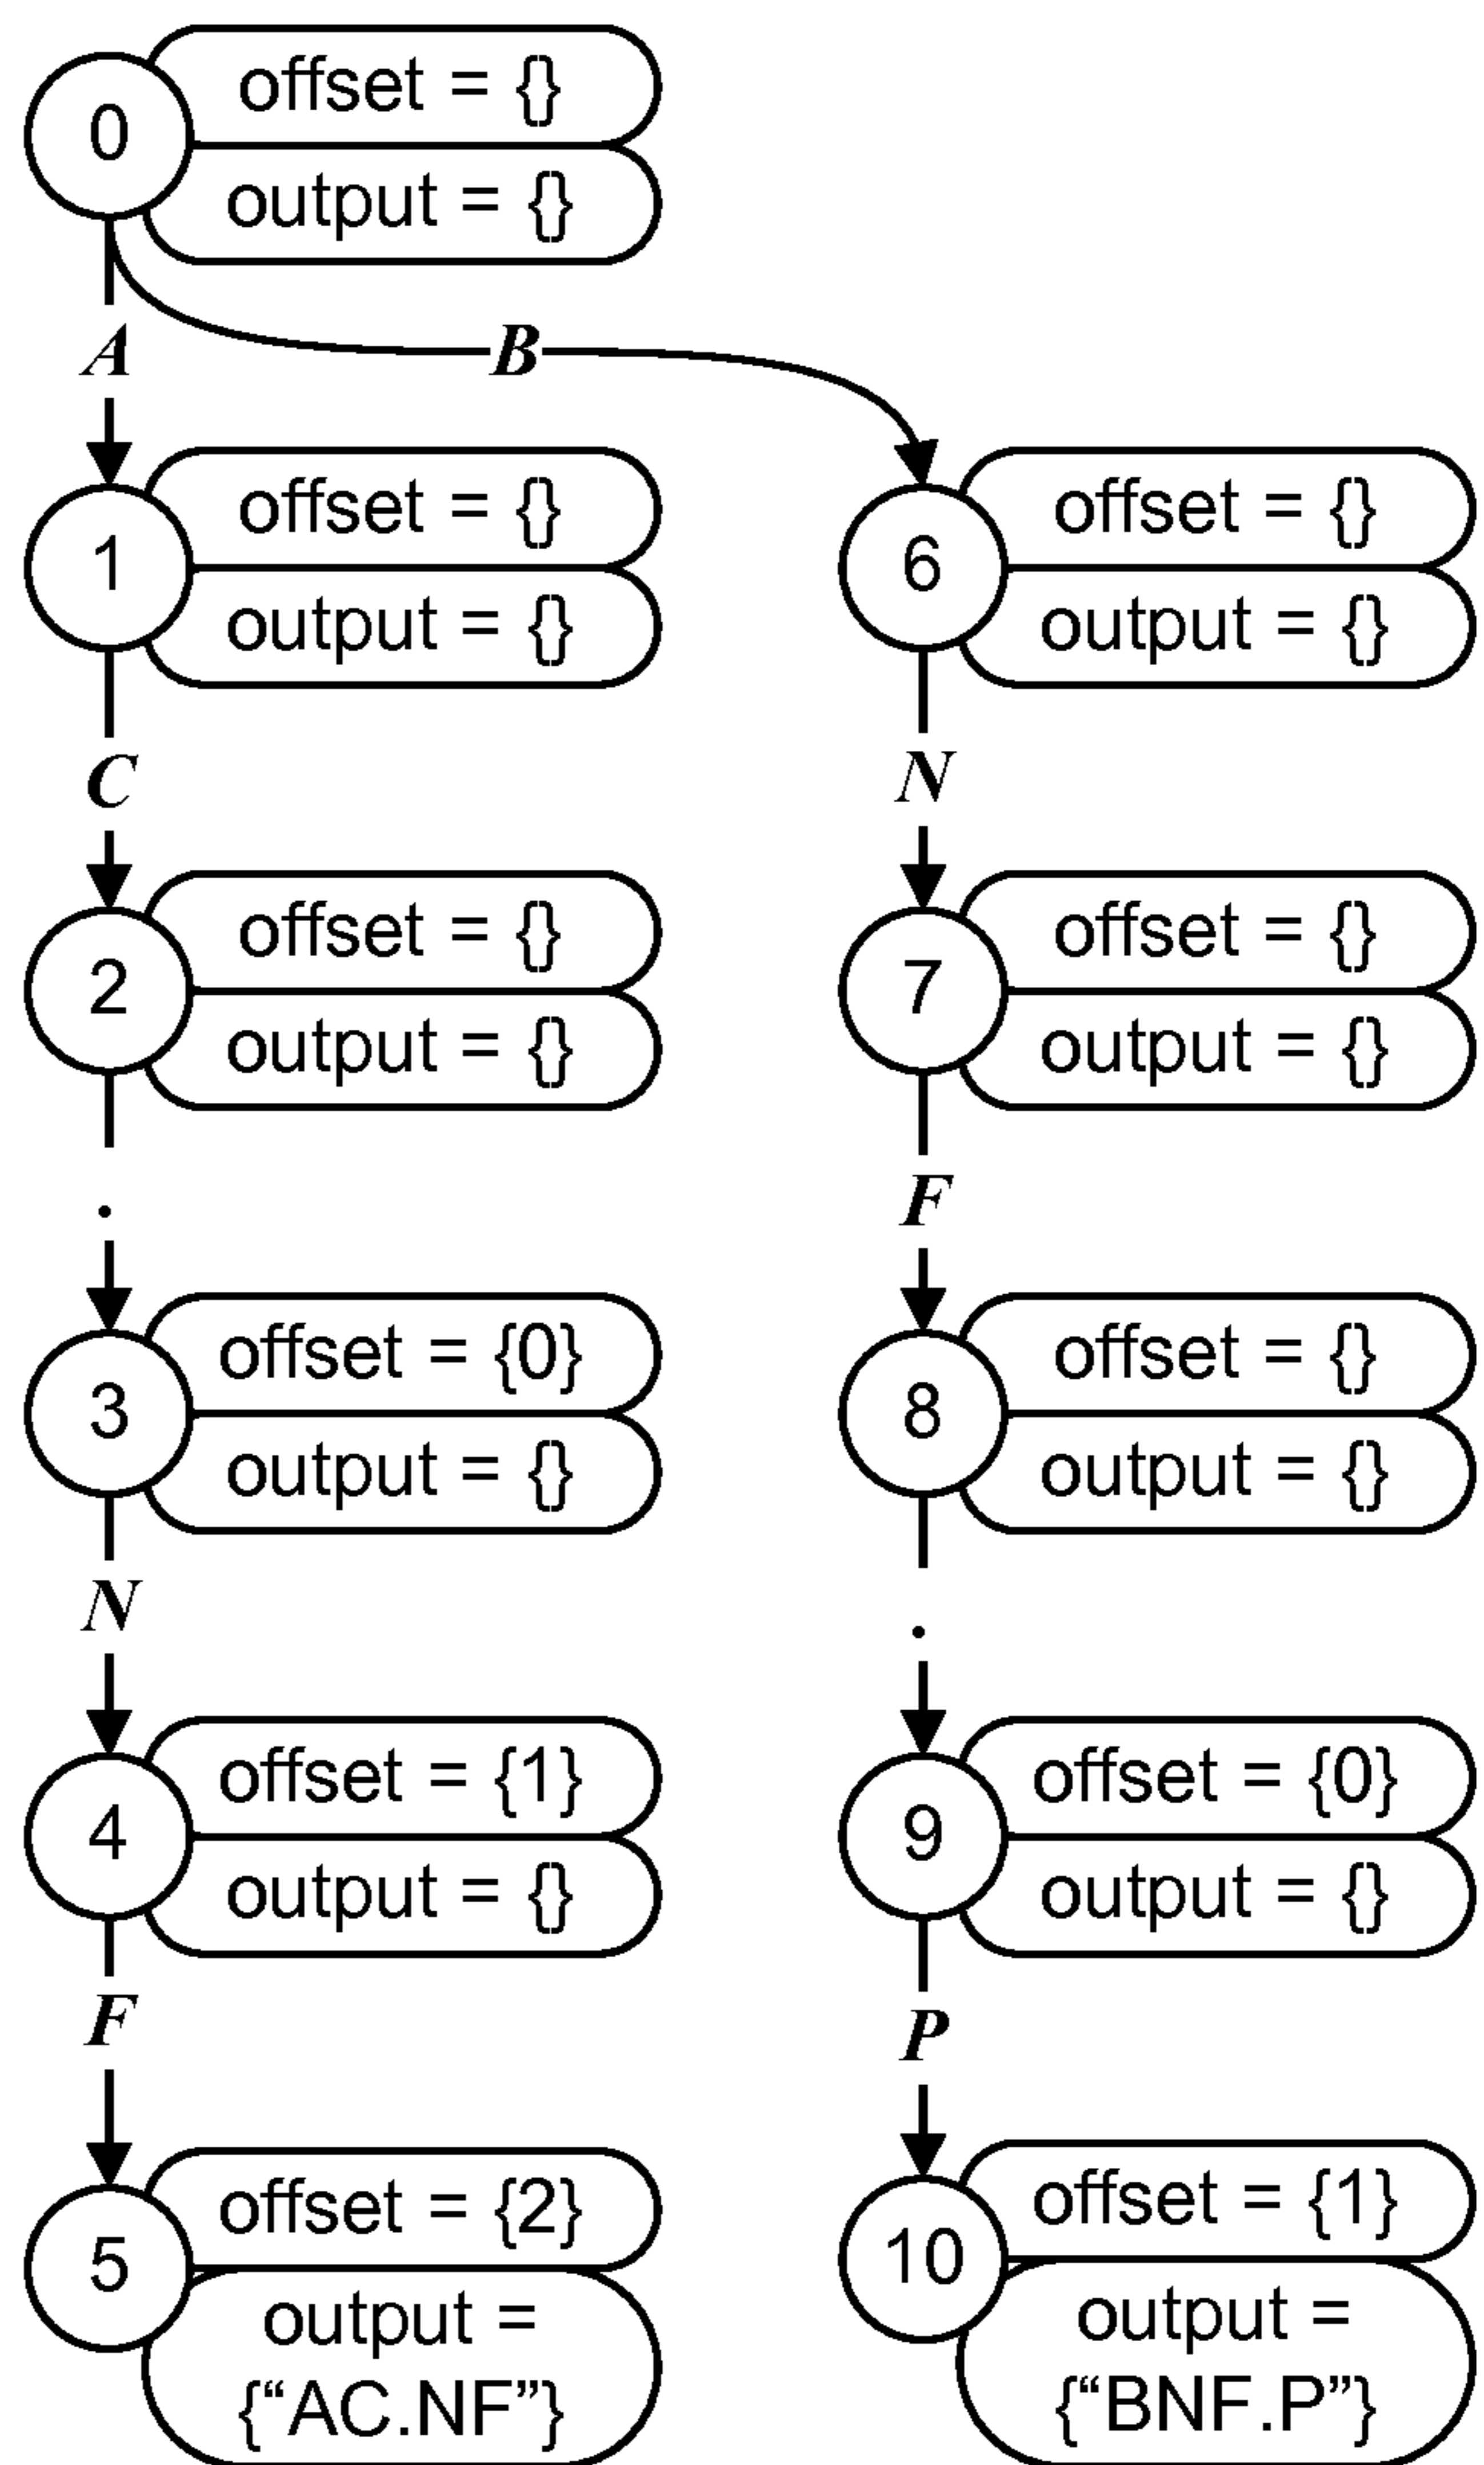 0
offset = {}
output = {}
A
B
1
offset = {}
output = {}
6
offset = {}
output = {}
C
N
2
offset = {}
output = {}
7
offset = {}
output = {}
.
F
3
offset = {0}
output = {}
8
offset = {}
output = {}
N
.
4
offset = {1}
output = {}
9
offset = {0}
output = {}
F
P
5
offset = {2}
output =
{“AC.NF”}
10
offset = {1}
output =
{“BNF.P”}